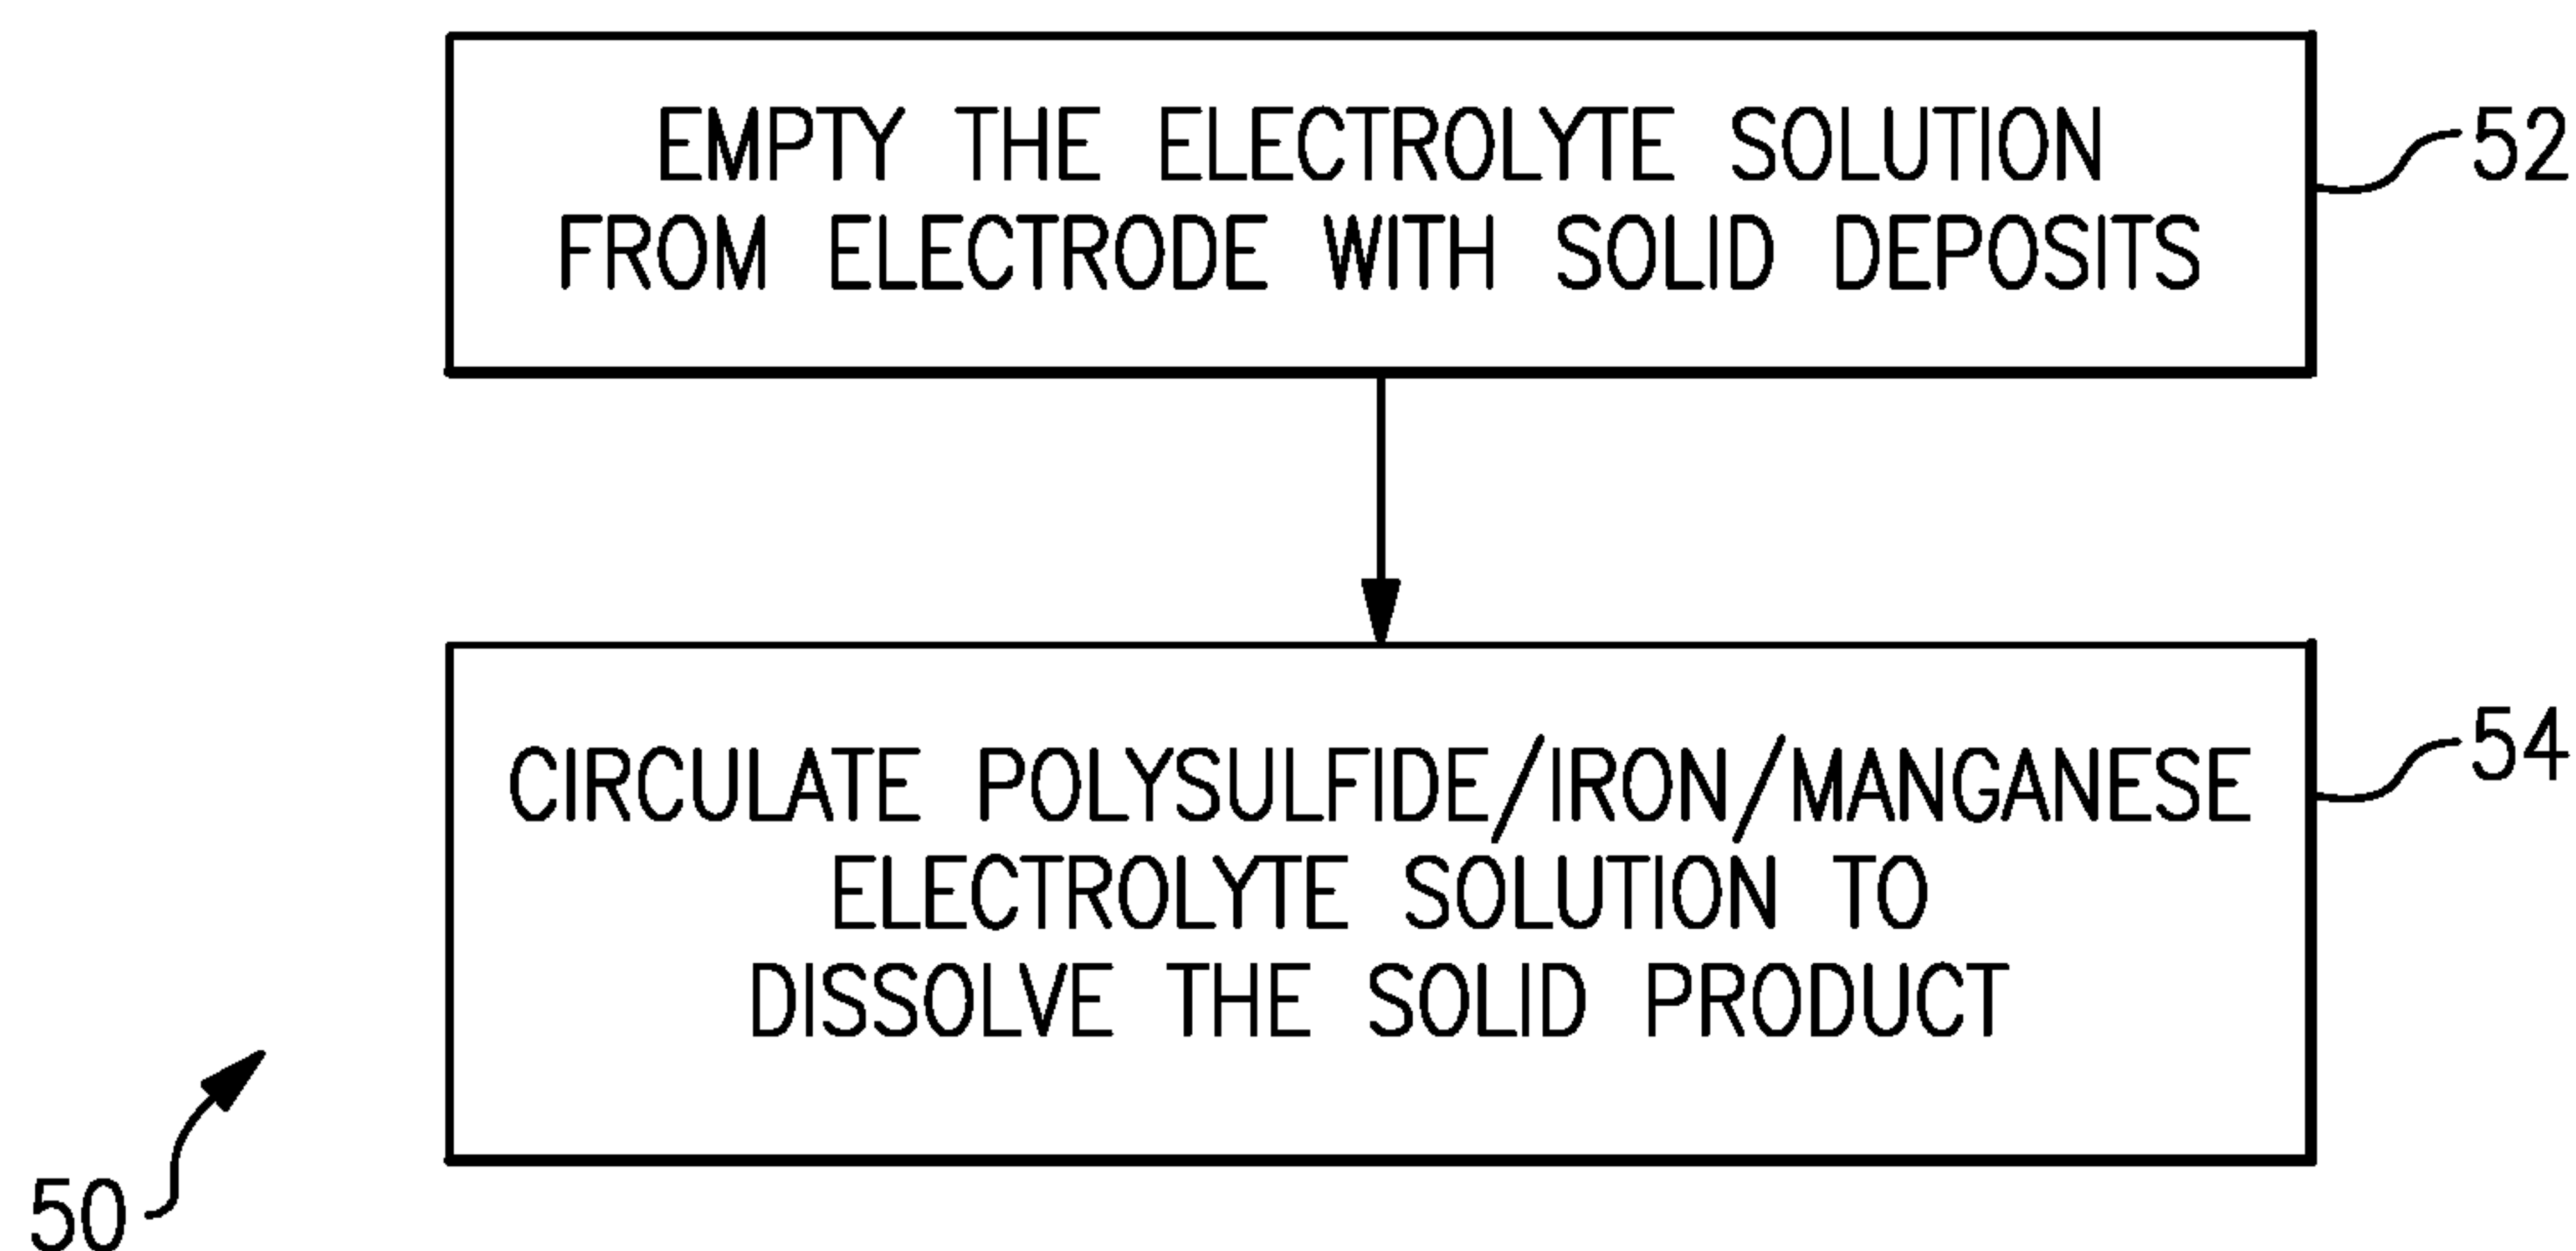 EMPTY THE ELECTROLYTE SOLUTION
FROM ELECTRODE WITH SOLID DEPOSITS
52
CIRCULATE POLYSULFIDE/IRON/MANGANESE
ELECTROLYTE SOLUTION TO
DISSOLVE THE SOLID PRODUCT
54
50